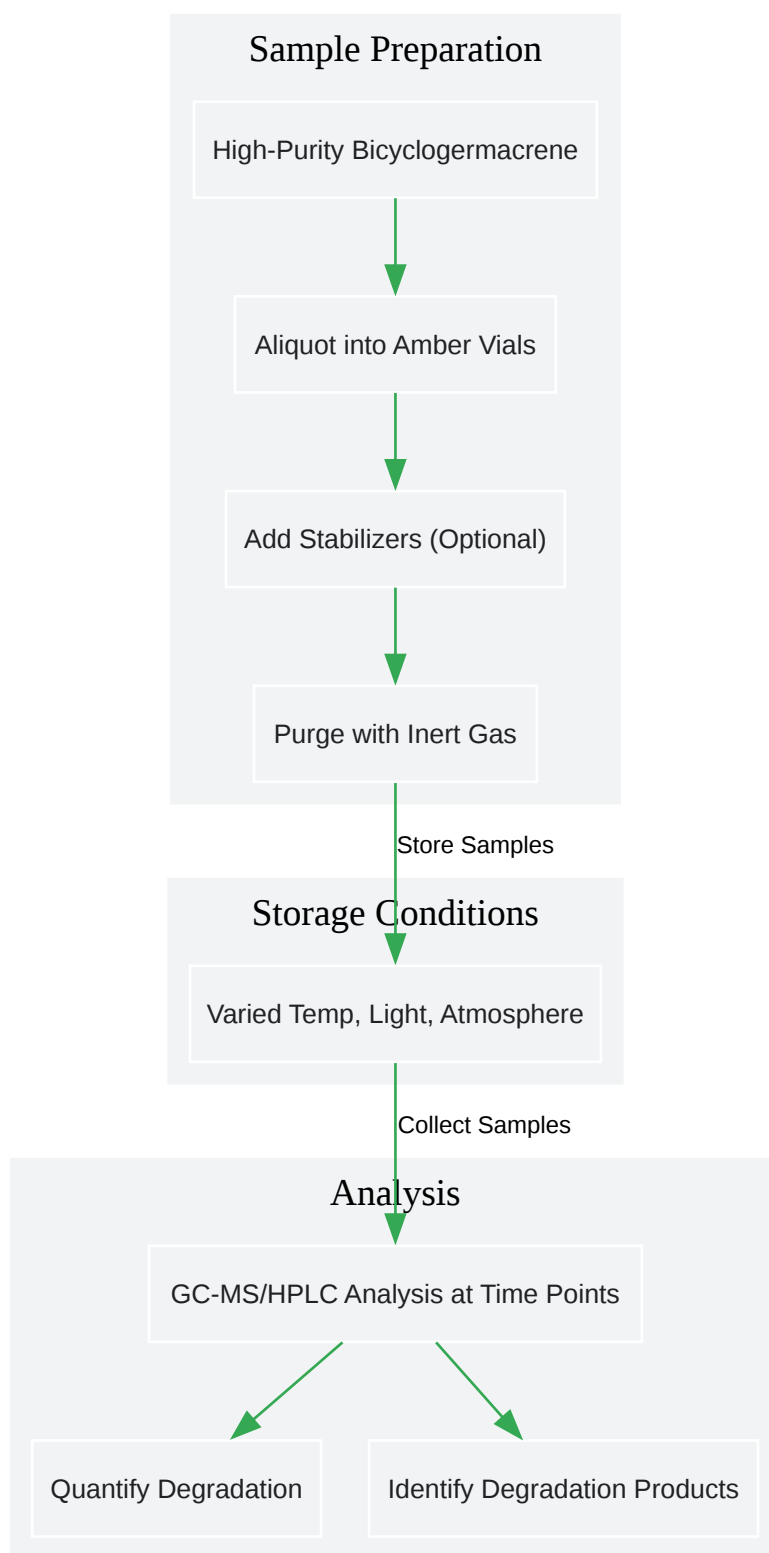 Sample Preparation
High-Purity Bicyclogermacrene
Aliquot into Amber Vials
Add Stabilizers (Optional)
Purge with Inert Gas
Store Samples
Storage Conditions
Varied Temp, Light, Atmosphere
Collect Samples
Analysis
GC-MS/HPLC Analysis at Time Points
Quantify Degradation
Identify Degradation Products